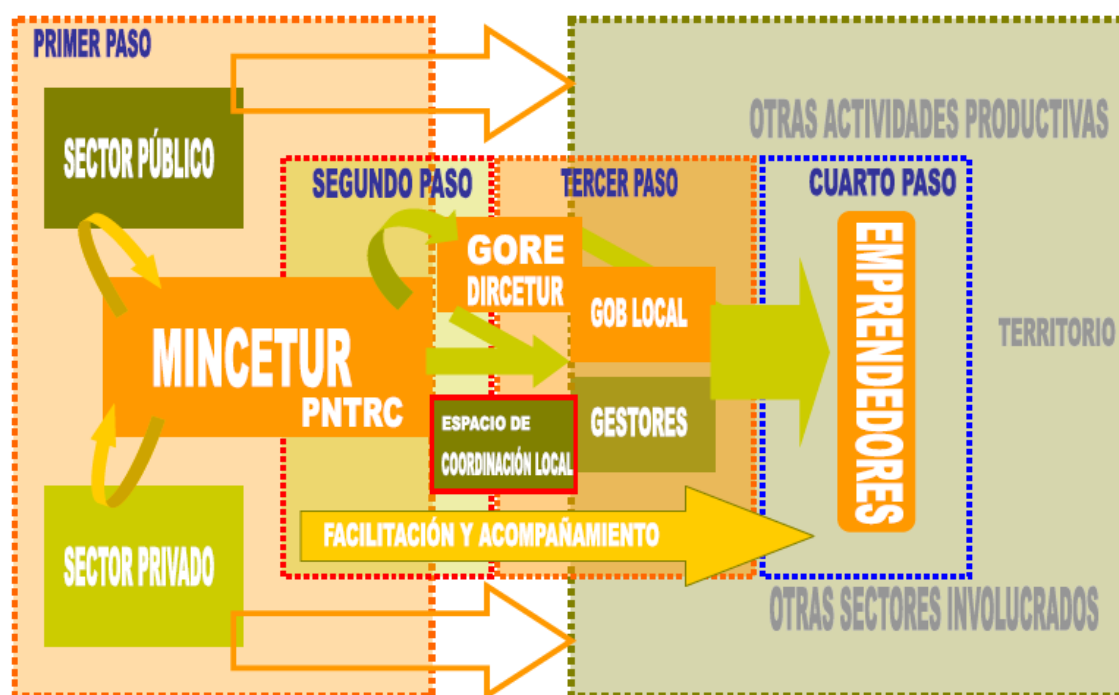 PRIMER PASO
SECTOR PÚBLICO
OTRAS ACTIVIDADES PRODUCTIVAS
SEGUNDO PASO
TERCER PASO
CUARTO PASO
GORE
DIRCETUR
GOB LOCAL
MINCETUR
PNTRC
ESPACIO DE
COORDINACIÓN LOCAL
GESTORES
EMPRENDEDORES
TERRITORIO
FACILITACIÓN Y ACOMPAÑAMIENTO
SECTOR PRIVADO
OTRAS SECTORES INVOLUCRADOS